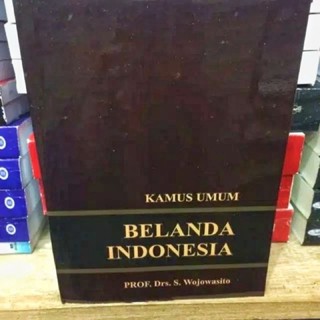 KAMUS UMUM
BELANDA
INDONESIA
PROF. Drs. S. Wojowasito